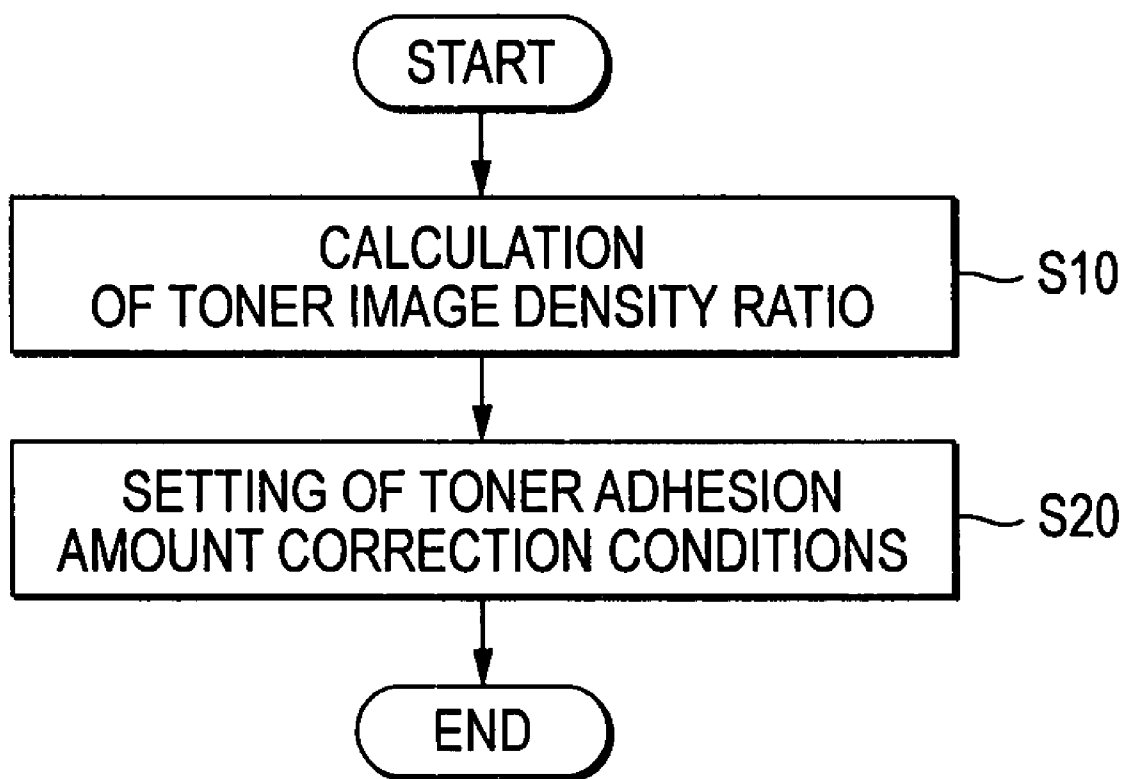 START
CALCULATION
OF TONER IMAGE DENSITY RATIO
S10
SETTING OF TONER ADHESION
AMOUNT CORRECTION CONDITIONS
S20
END